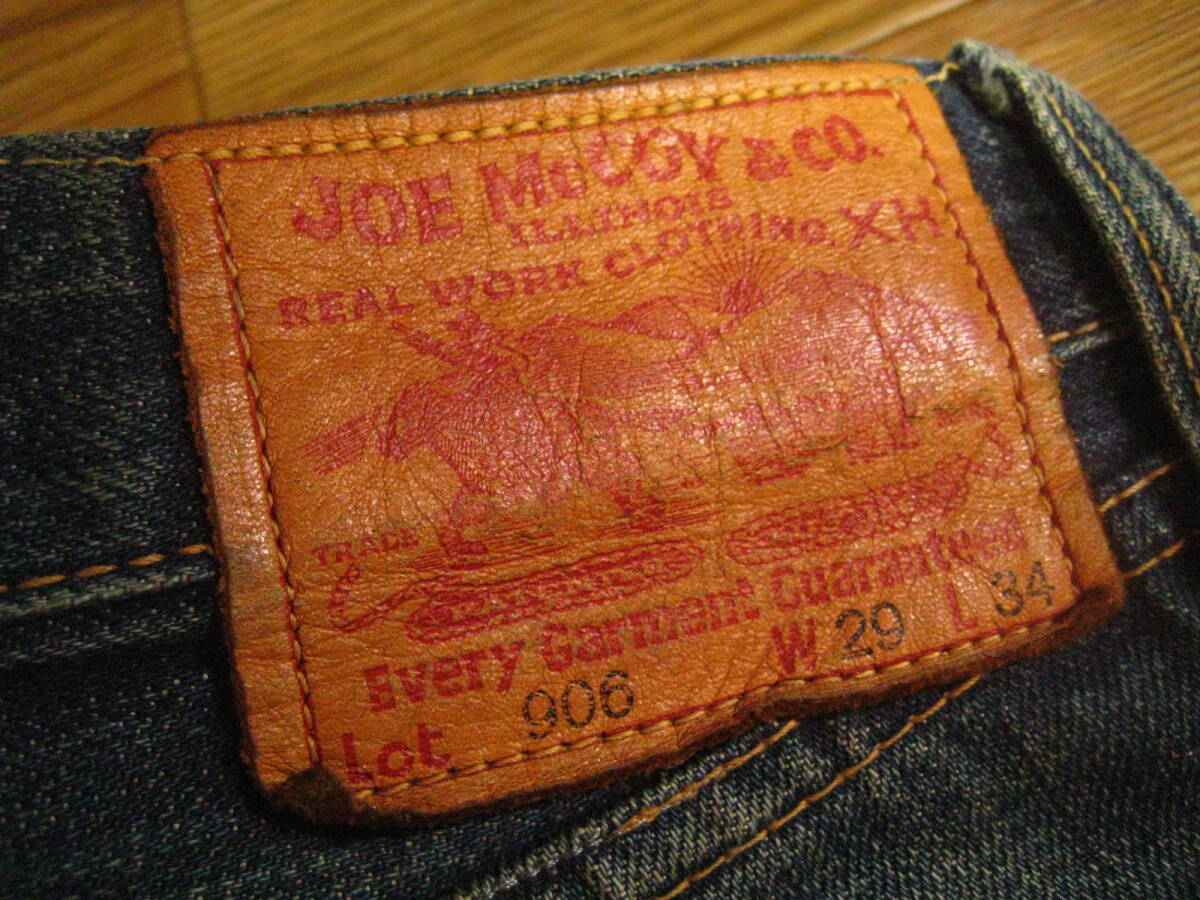 JOE McCOY & CO.
ILLINOIS
REAL WORK CLOTHING. XH
TRADE
Every Garment Guaranteed
W 29 L 34
Lot 906